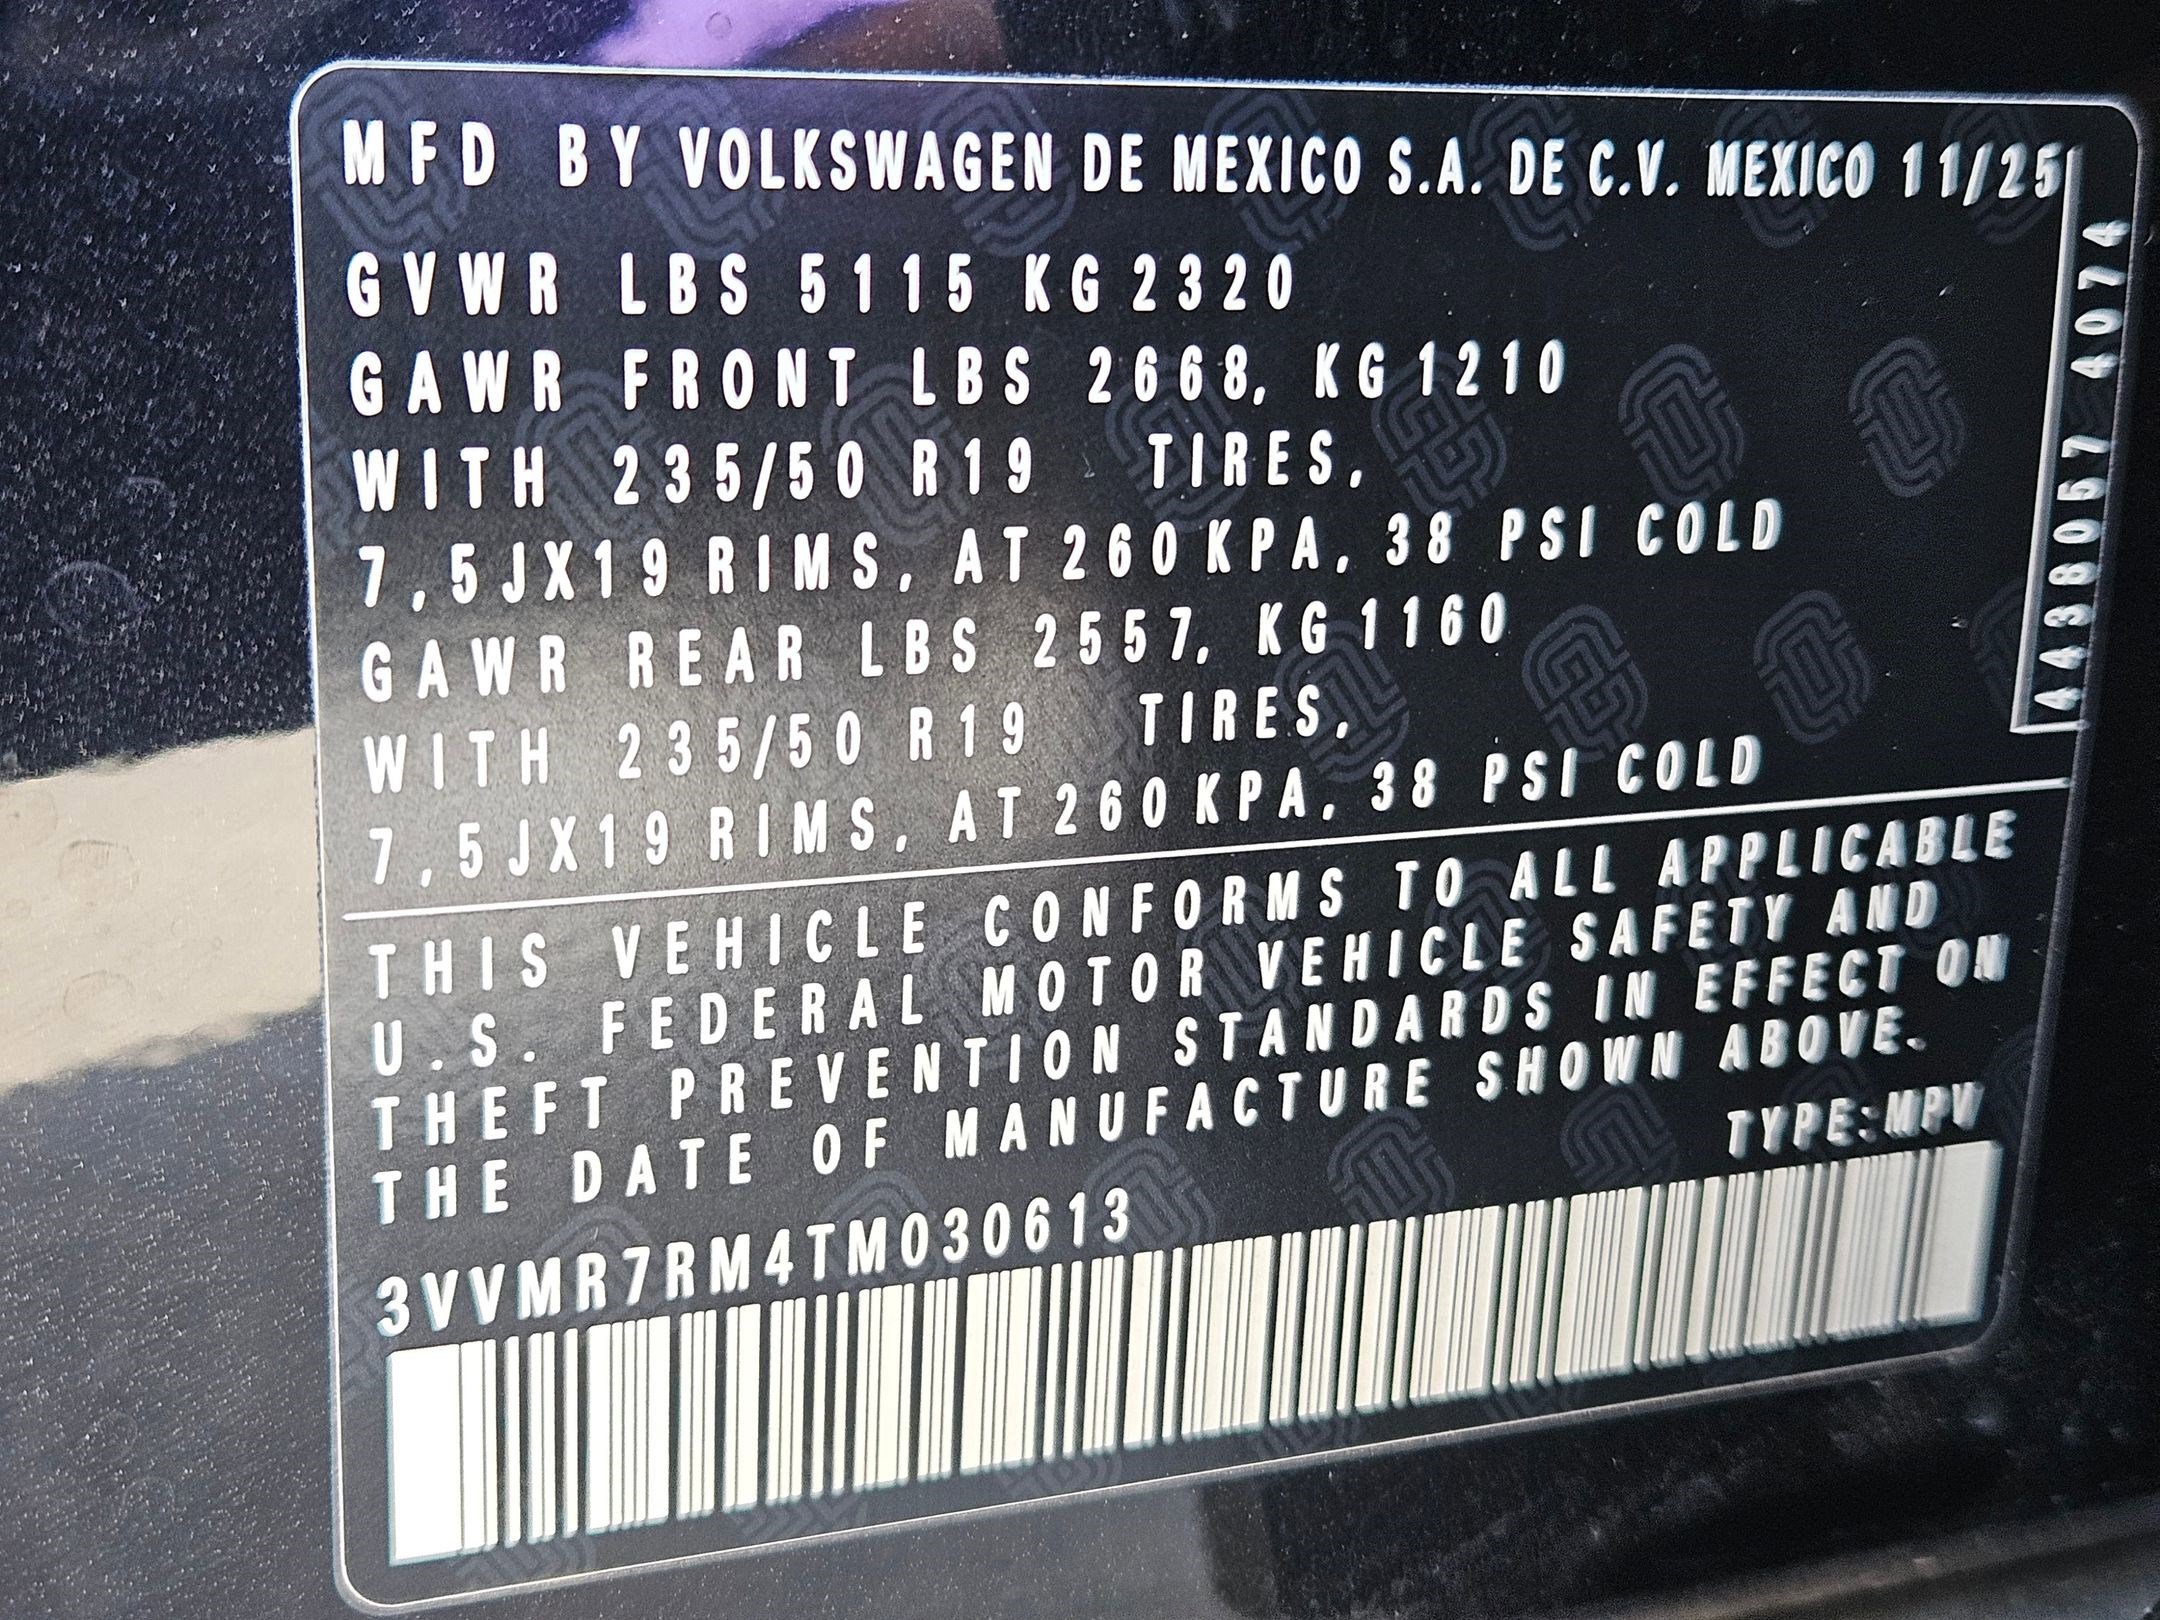 MFD BY VOLKSWAGEN DE MEXICO S.A. DE C.V. MEXICO 11/25
GVWR LBS 5115 KG 2320
GAWR FRONT LBS 2668, KG 1210
WITH 235/50 R19 TIRES,
7,5JX19 RIMS, AT 260 KPA, 38 PSI COLD
GAWR REAR LBS 2557, KG 1160
WITH 235/50 R19 TIRES,
7,5JX19 RIMS, AT 260 KPA, 38 PSI COLD
4438057 4074
THIS VEHICLE CONFORMS TO ALL APPLICABLE
U.S. FEDERAL MOTOR VEHICLE SAFETY AND
THEFT PREVENTION STANDARDS IN EFFECT ON
THE DATE OF MANUFACTURE SHOWN ABOVE.
TYPE:MPV
3VVMR7RM4TM030613